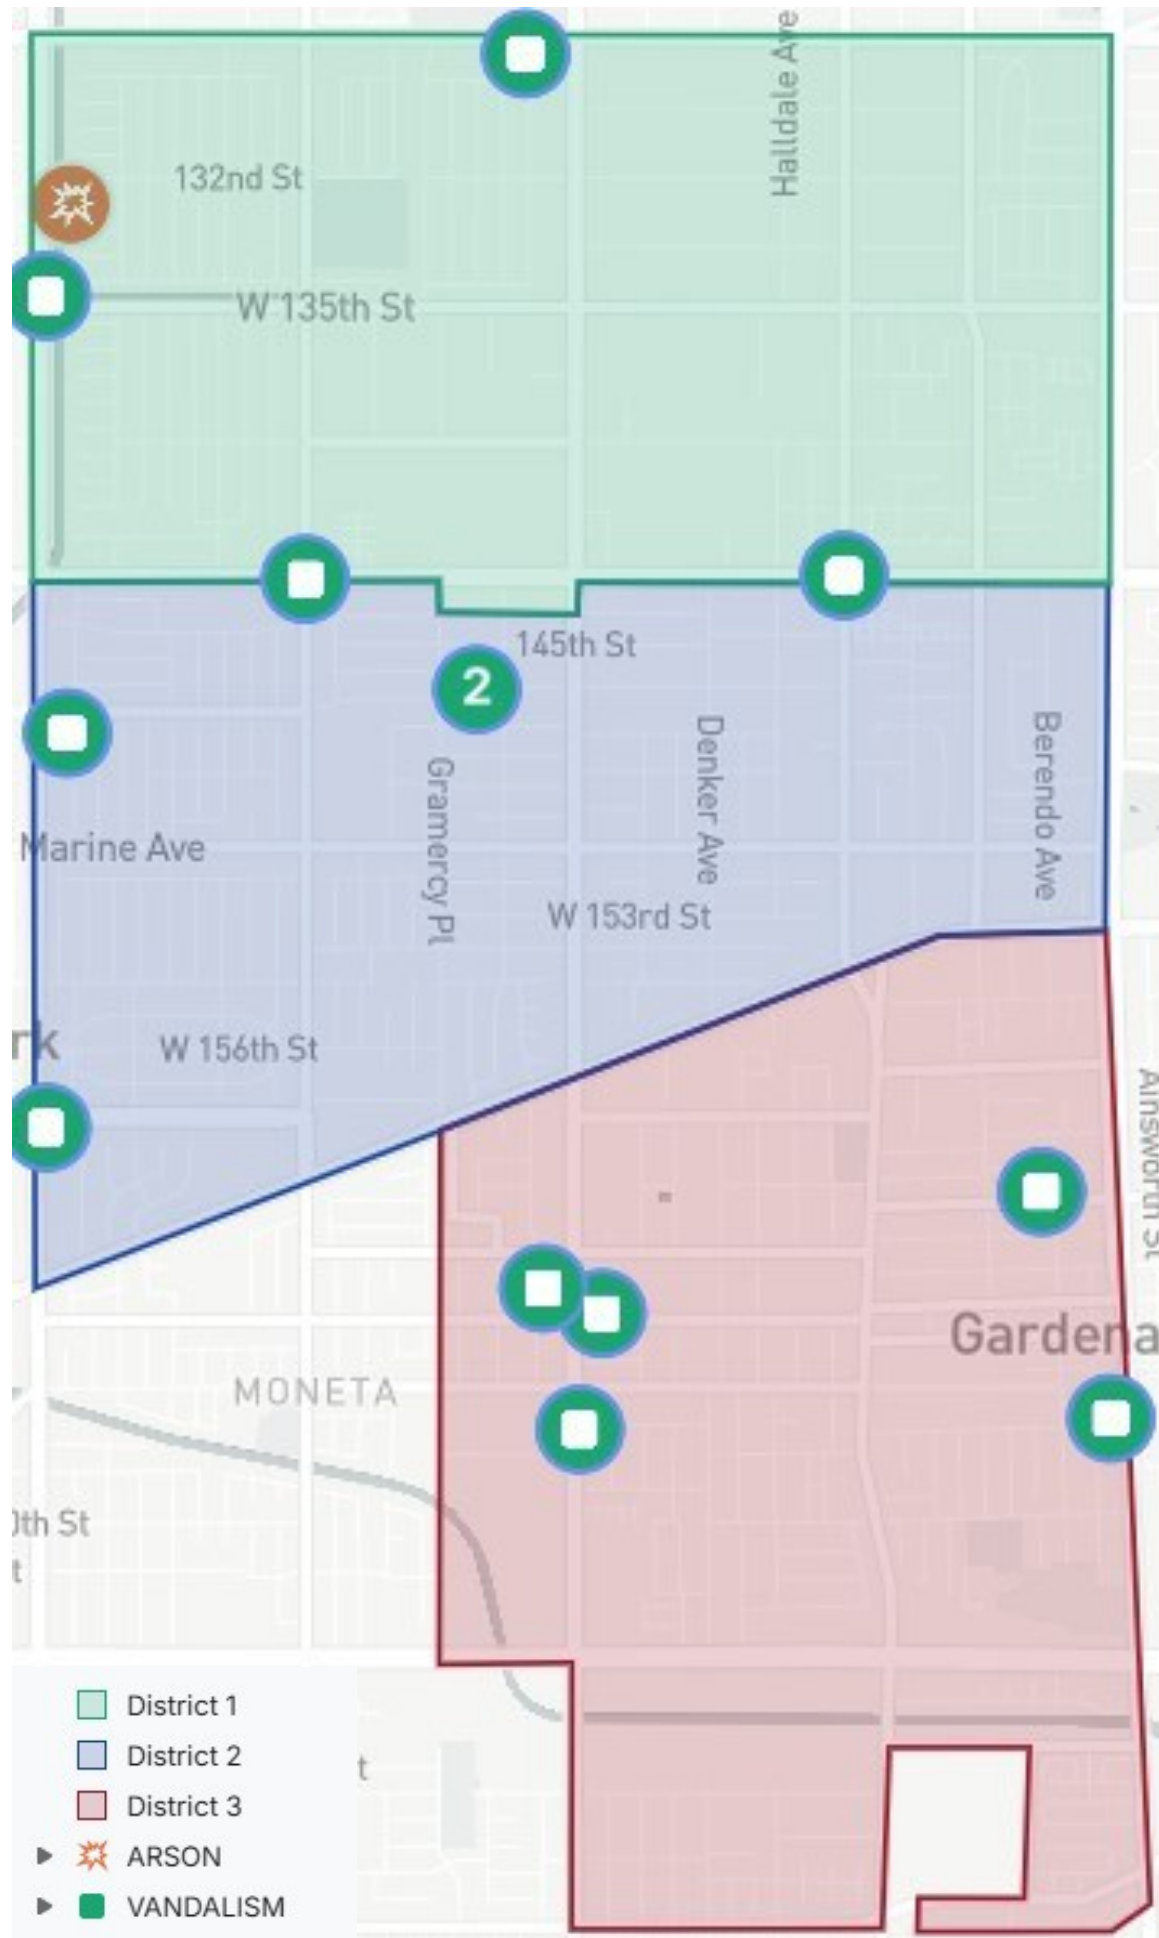 Halldale Ave
132nd St
W 135th St
145th St
2
Denker Ave
Berendo Ave
Gramercy Pl
Marine Ave
W 153rd St
rk
W 156th St
Ainsworth St
Gardena
MONETA
0th St
t
District 1
District 2
t
District 3
ARSON
VANDALISM